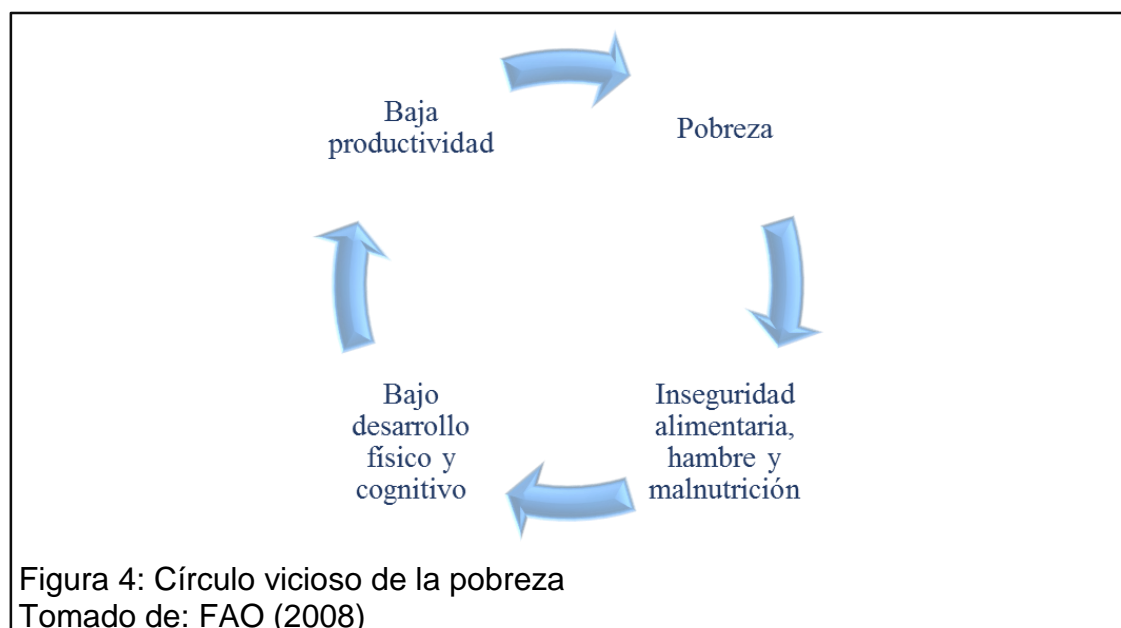 Baja
productividad
Pobreza
Inseguridad
alimentaria,
hambre y
malnutrición
Bajo
desarrollo
físico y
cognitivo
Figura 4: Círculo vicioso de la pobreza
Tomado de: FAO (2008)